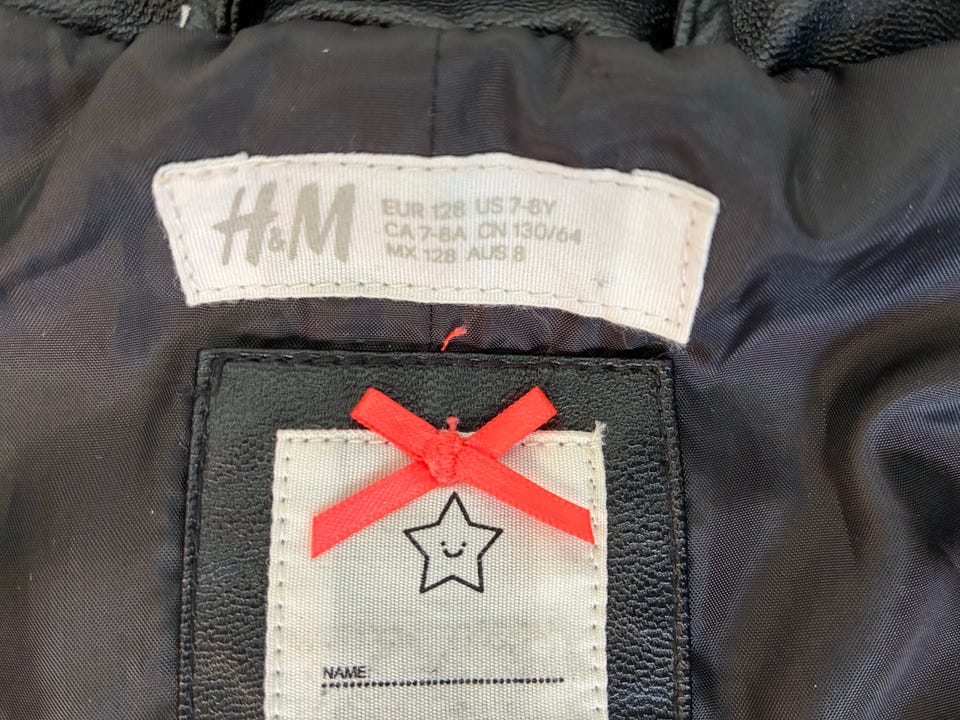 H&M
EUR 128 US 7-8Y
CA 7-8A CN 130/64
MX 128 AUS 8
NAME